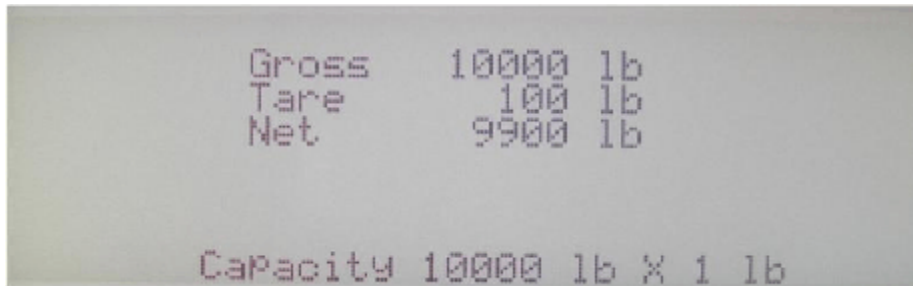 Gross 10000 lb
Tare 100 lb
Net 9900 lb
Capacity 10000 lb X 1 lb